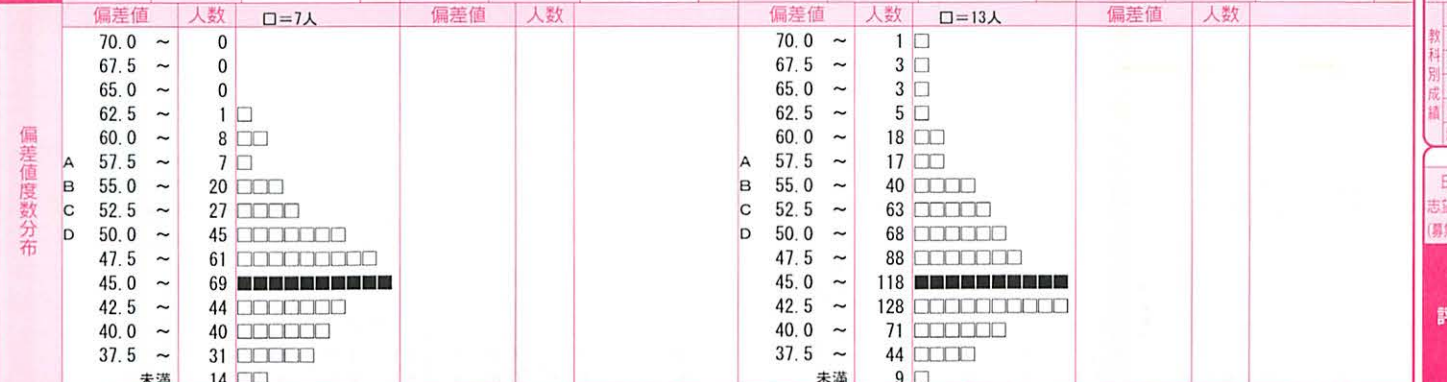 偏差値 人数 □=7人 偏差値 人数 偏差値 人数 □=13人 偏差値 人数
70.0 ～ 0 70.0 ～ 1 □
67.5 ～ 0 67.5 ～ 3 □
65.0 ～ 0 65.0 ～ 3 □
62.5 ～ 1 □ 62.5 ～ 5 □
60.0 ～ 8 □□ 60.0 ～ 18 □□
A 57.5 ～ 7 □ A 57.5 ～ 17 □□
B 55.0 ～ 20 □□□ B 55.0 ～ 40 □□□□
C 52.5 ～ 27 □□□□ C 52.5 ～ 63 □□□□□
D 50.0 ～ 45 □□□□□□□ D 50.0 ～ 68 □□□□□□
47.5 ～ 61 □□□□□□□□□ 47.5 ～ 88 □□□□□□□
45.0 ～ 69 ■■■■■■■■■■ 45.0 ～ 118 ■■■■■■■■■■
42.5 ～ 44 □□□□□□□ 42.5 ～ 128 □□□□□□□□□□
40.0 ～ 40 □□□□□□ 40.0 ～ 71 □□□□□□
37.5 ～ 31 □□□□□ 37.5 ～ 44 □□□□
未満 14 □□ 未満 9 □
偏差値度数分布
教科別成績